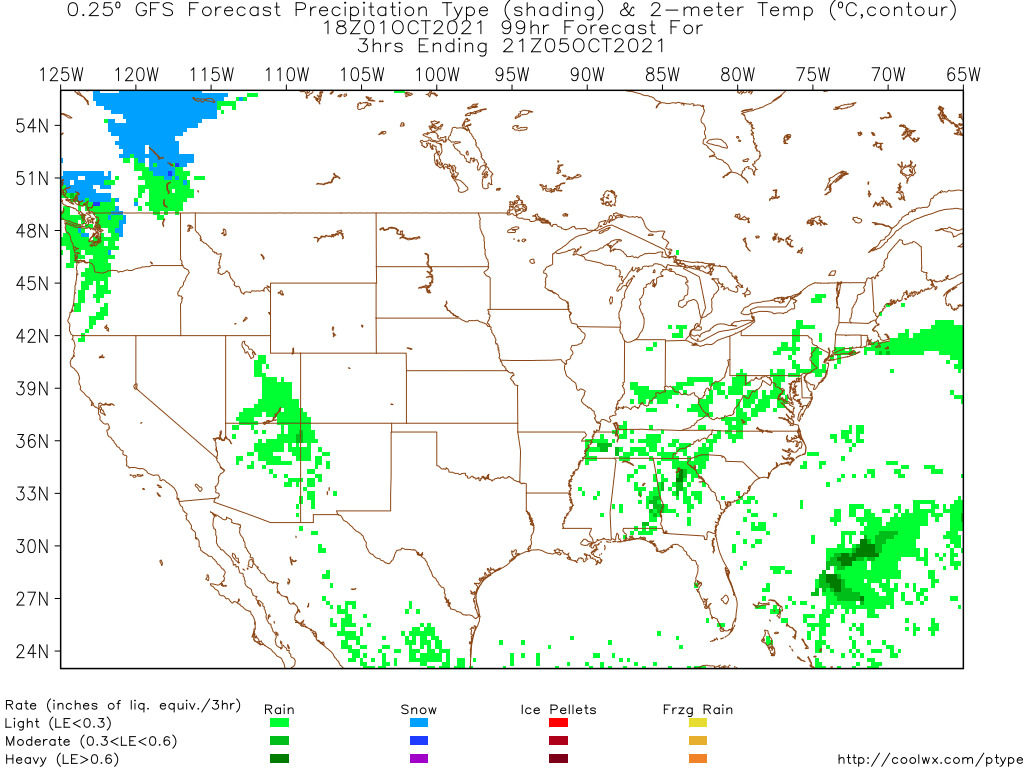 0.25° GFS Forecast Precipitation Type (shading) & 2-meter Temp (°C,contour)
18Z01OCT2021 99hr Forecast For
3hrs Ending 21Z05OCT2021
125W 120W 115W 110W 105W 100W 95W 90W 85W 80W 75W 70W 65W
54N
51N
48N
45N
42N
39N
36N
33N
30N
27N
24N
Rate (inches of liq. equiv./3hr) Rain Snow Ice Pellets Frzg Rain
Light (LE<0.3)
Moderate (0.3<LE<0.6)
Heavy (LE>0.6)
http://coolwx.com/ptype